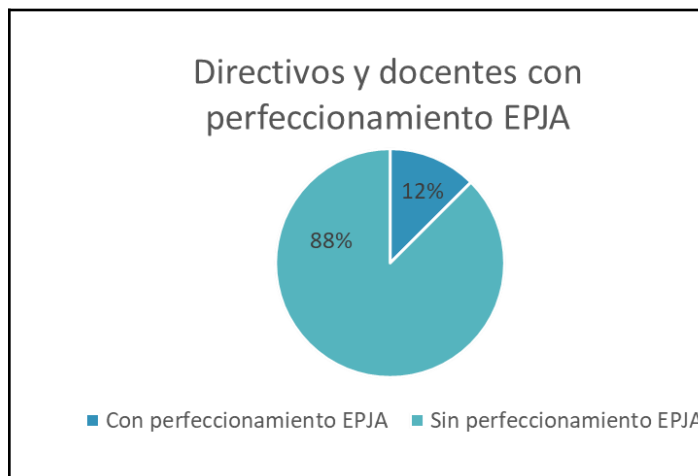 Directivos y docentes con
perfeccionamiento EPJA
12%
88%
Con perfeccionamiento EPJA Sin perfeccionamiento EPJA